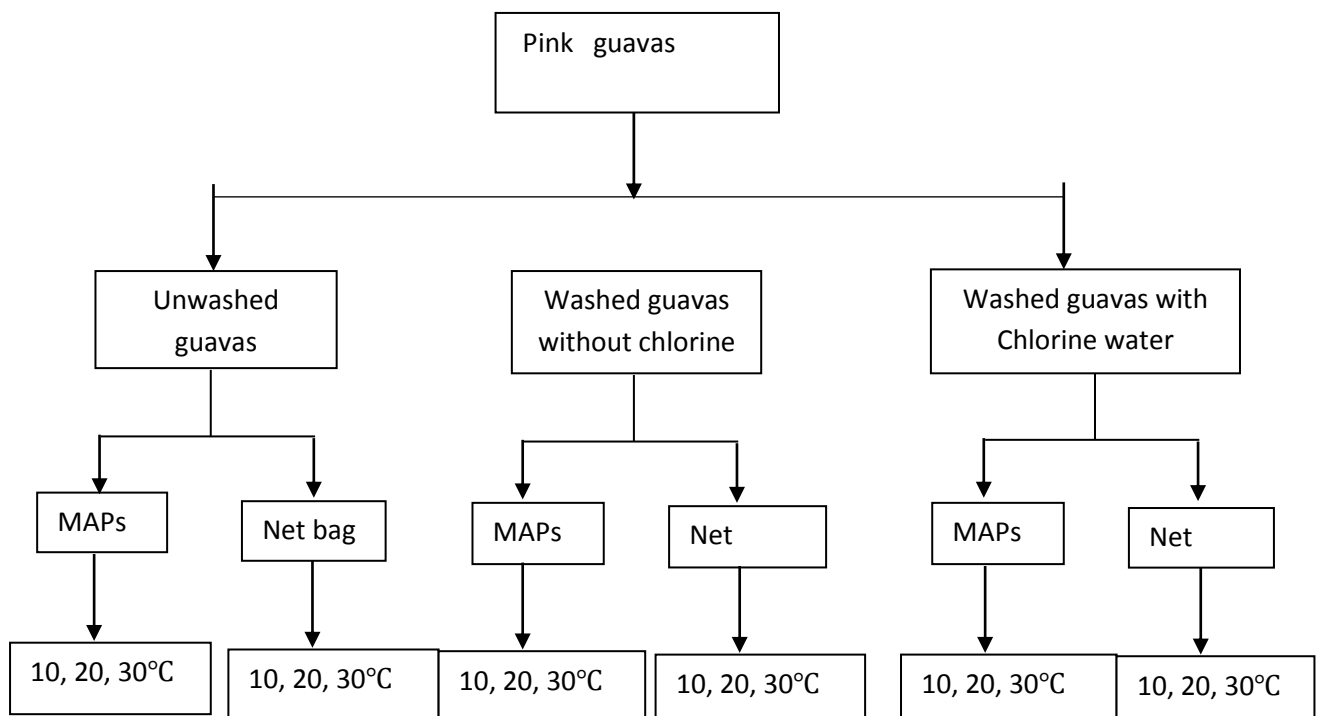 Pink guavas
Unwashed
guavas
Washed guavas
without chlorine
Washed guavas with
Chlorine water
MAPs
Net bag
MAPs
Net
MAPs
Net
10, 20, 30°C
10, 20, 30°C
10, 20, 30°C
10, 20, 30°C
10, 20, 30°C
10, 20, 30°C